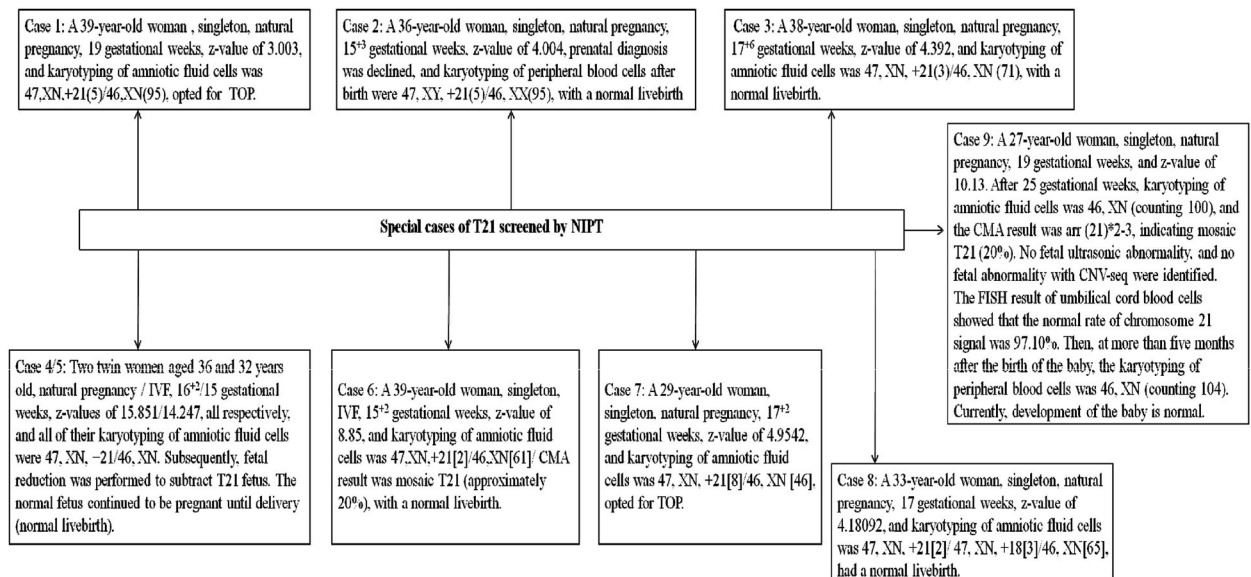 Case 1: A 39-year-old woman , singleton, natural
pregnancy, 19 gestational weeks, z-value of 3.003,
and karyotyping of amniotic fluid cells was
47,XN,+21(5)/46,XN(95), opted for TOP.
Case 2: A 36-year-old woman, singleton, natural pregnancy,
15+3 gestational weeks, z-value of 4.004, prenatal diagnosis
was declined, and karyotyping of peripheral blood cells after
birth were 47, XY, +21(5)/46, XX(95), with a normal livebirth
Case 3: A 38-year-old woman, singleton, natural pregnancy,
17+6 gestational weeks, z-value of 4.392, and karyotyping of
amniotic fluid cells was 47, XN, +21(3)/46, XN (71), with a
normal livebirth.
Special cases of T21 screened by NIPT
Case 9: A 27-year-old woman, singleton, natural
pregnancy, 19 gestational weeks, and z-value of
10.13. After 25 gestational weeks, karyotyping of
amniotic fluid cells was 46, XN (counting 100), and
the CMA result was arr (21)*2-3, indicating mosaic
T21 (20%). No fetal ultrasonic abnormality, and no
fetal abnormality with CNV-seq were identified.
The FISH result of umbilical cord blood cells
showed that the normal rate of chromosome 21
signal was 97.10%. Then, at more than five months
after the birth of the baby, the karyotyping of
peripheral blood cells was 46, XN (counting 104).
Currently, development of the baby is normal.
Case 4/5: Two twin women aged 36 and 32 years
old, natural pregnancy / IVF, 16+2/15 gestational
weeks, z-values of 15.851/14.247, all respectively,
and all of their karyotyping of amniotic fluid cells
were 47, XN, −21/46, XN. Subsequently, fetal
reduction was performed to subtract T21 fetus. The
normal fetus continued to be pregnant until delivery
(normal livebirth).
Case 6: A 39-year-old woman, singleton,
IVF, 15+2 gestational weeks, z-value of
8.85, and karyotyping of amniotic fluid
cells was 47,XN,+21[2]/46,XN[61]/ CMA
result was mosaic T21 (approximately
20%), with a normal livebirth.
Case 7: A 29-year-old woman,
singleton, natural pregnancy, 17+2
gestational weeks, z-value of 4.9542,
and karyotyping of amniotic fluid
cells was 47, XN, +21[8]/46, XN [46],
opted for TOP.
Case 8: A 33-year-old woman, singleton, natural
pregnancy, 17 gestational weeks, z-value of
4.18092, and karyotyping of amniotic fluid cells
was 47, XN, +21[2]/ 47, XN, +18[3]/46, XN[65],
had a normal livebirth.